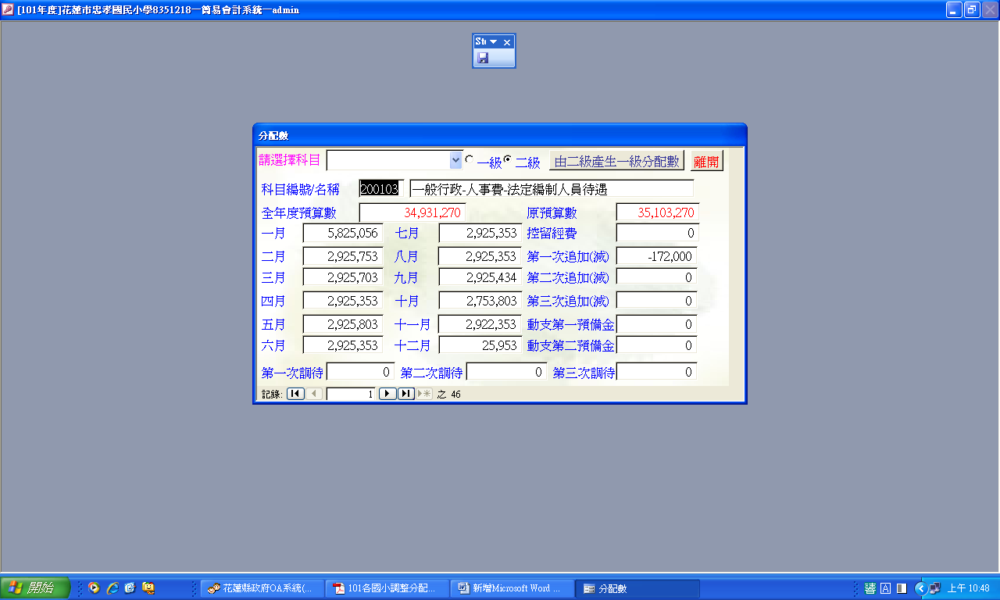 [101年度]花蓮市忠孝國民小學8351218—簡易會計系統—admin
分配數
請選擇科目 一級 二級 由二級產生一級分配數 離開
科目編號/名稱 200103 一般行政-人事費-法定編制人員待遇
全年度預算數 34,931,270 原預算數 35,103,270
一月 5,825,056 七月 2,925,353 控留經費 0
二月 2,925,753 八月 2,925,353 第一次追加(減) -172,000
三月 2,925,703 九月 2,925,434 第二次追加(減) 0
四月 2,925,353 十月 2,753,803 第三次追加(減) 0
五月 2,925,803 十一月 2,922,353 動支第一預備金 0
六月 2,925,353 十二月 25,953 動支第二預備金 0
第一次調待 0 第二次調待 0 第三次調待 0
記錄: 1 之 46
開始 花蓮縣政府OA系統(... 101各國小調整分配... 新增Microsoft Word ... 分配數 A 上午 10:48